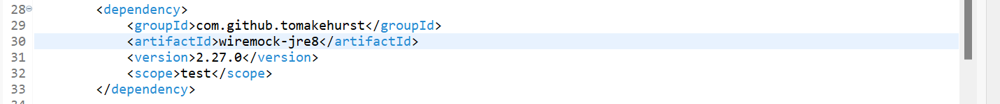 28 <dependency>
29 <groupId>com.github.tomakehurst</groupId>
30 <artifactId>wiremock-jre8</artifactId>
31 <version>2.27.0</version>
32 <scope>test</scope>
33 </dependency>